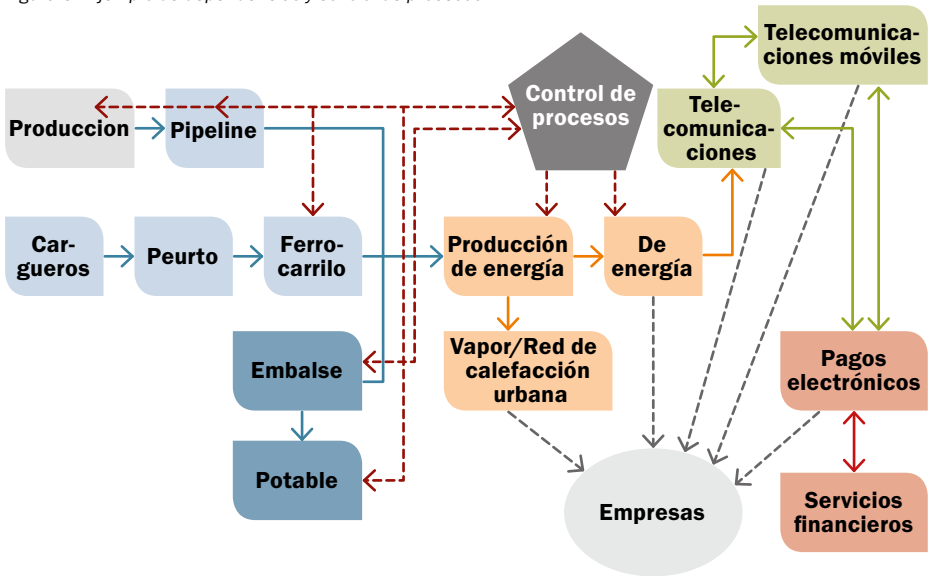 Telecomunica-
ciones móviles
Control de
procesos
Tele-
comunica-
ciones
Produccion
Pipeline
Car-
gueros
Peurto
Ferro-
carrilo
Producción
de energía
De
energía
Embalse
Vapor/Red de
calefacción
urbana
Pagos
electrónicos
Potable
Empresas
Servicios
financieros